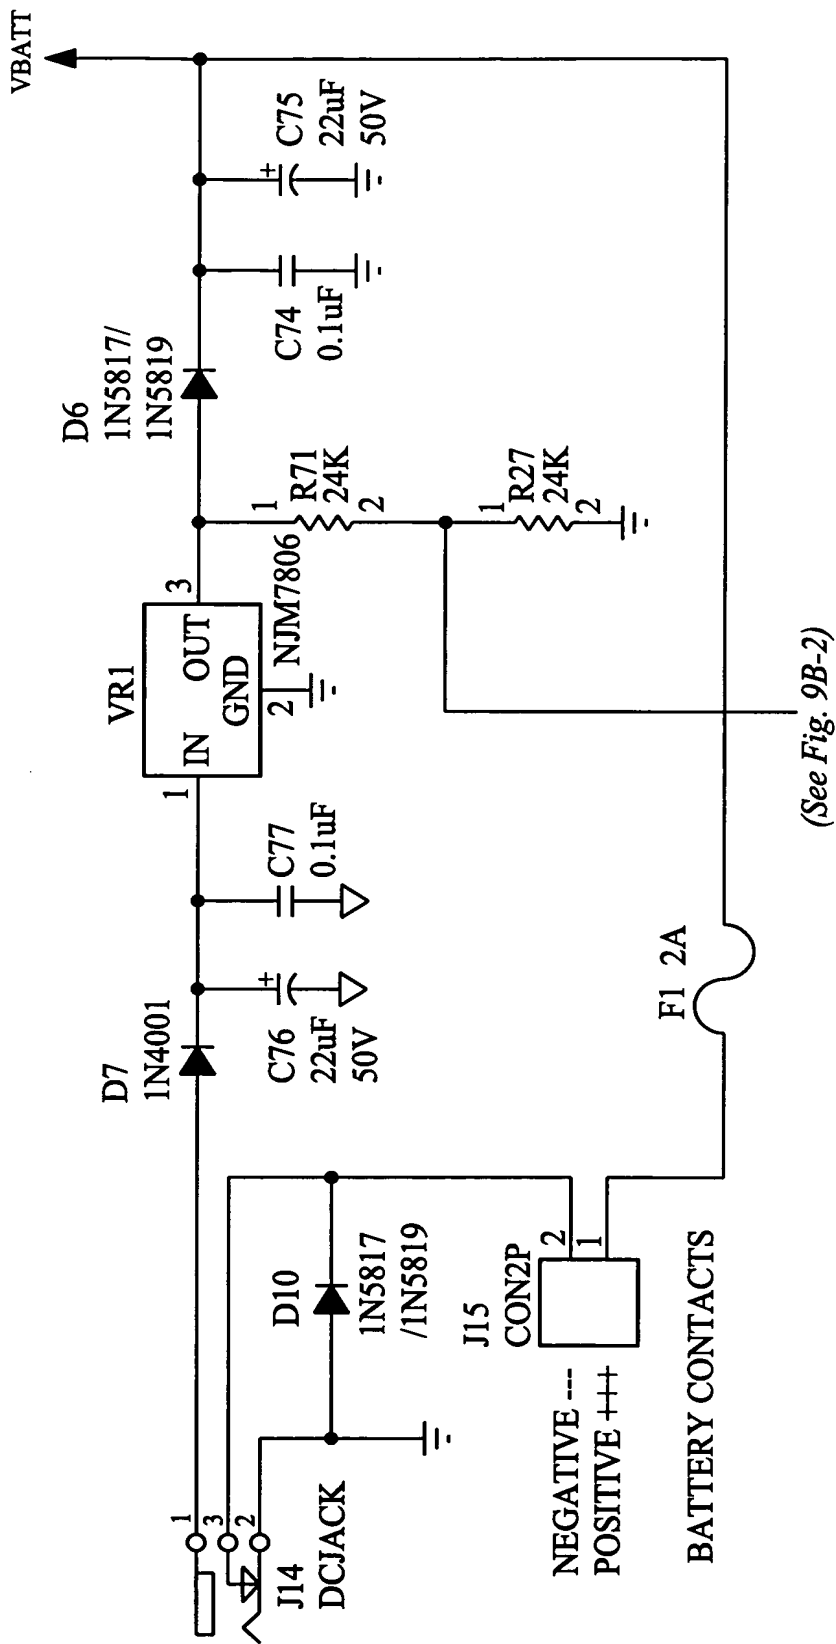 VBATT
C75
22uF
50V
+
C74
0.1uF
D6
1N5817/
1N5819
1
R71
24K
2
1
R27
24K
2
3
VR1
IN OUT
GND
2
NJM7806
1
(See Fig. 9B-2)
C77
0.1uF
+
C76
22uF
50V
D7
1N4001
F1 2A
D10
1N5817
/1N5819
J15
CON2P
2
1
NEGATIVE ---
POSITIVE +++
BATTERY CONTACTS
1
3
2
J14
DCJACK